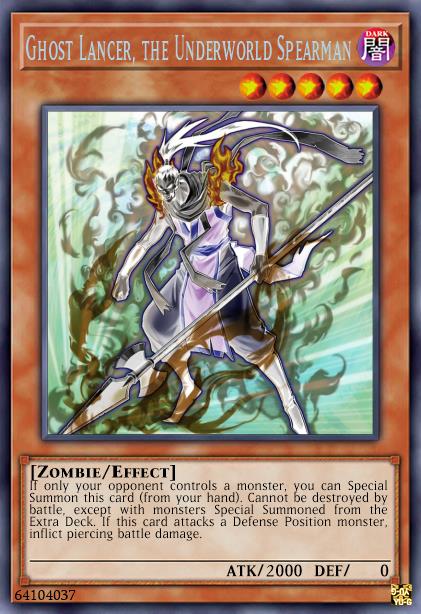 GHOST LANCER, THE UNDERWORLD SPEARMAN
DARK
闇
[ZOMBIE/EFFECT]
If only your opponent controls a monster, you can Special
Summon this card (from your hand). Cannot be destroyed by
battle, except with monsters Special Summoned from the
Extra Deck. If this card attacks a Defense Position monster,
inflict piercing battle damage.
ATK/2000 DEF/ 0
64104037